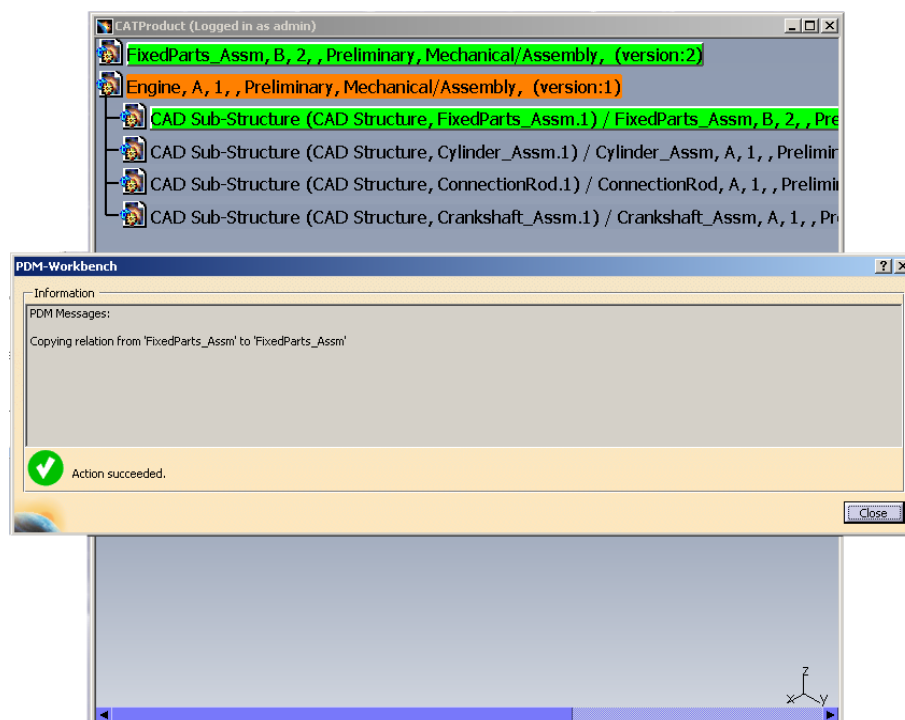 CATProduct (Logged in as admin)
FixedParts_Assm, B, 2, , Preliminary, Mechanical/Assembly, (version:2)
Engine, A, 1, , Preliminary, Mechanical/Assembly, (version:1)
CAD Sub-Structure (CAD Structure, FixedParts_Assm.1) / FixedParts_Assm, B, 2, , Pre
CAD Sub-Structure (CAD Structure, Cylinder_Assm.1) / Cylinder_Assm, A, 1, , Prelimin
CAD Sub-Structure (CAD Structure, ConnectionRod.1) / ConnectionRod, A, 1, , Prelimi
CAD Sub-Structure (CAD Structure, Crankshaft_Assm.1) / Crankshaft_Assm, A, 1, , Pr
PDM-Workbench
Information
PDM Messages:
Copying relation from 'FixedParts_Assm' to 'FixedParts_Assm'
Action succeeded.
Close
z
x y